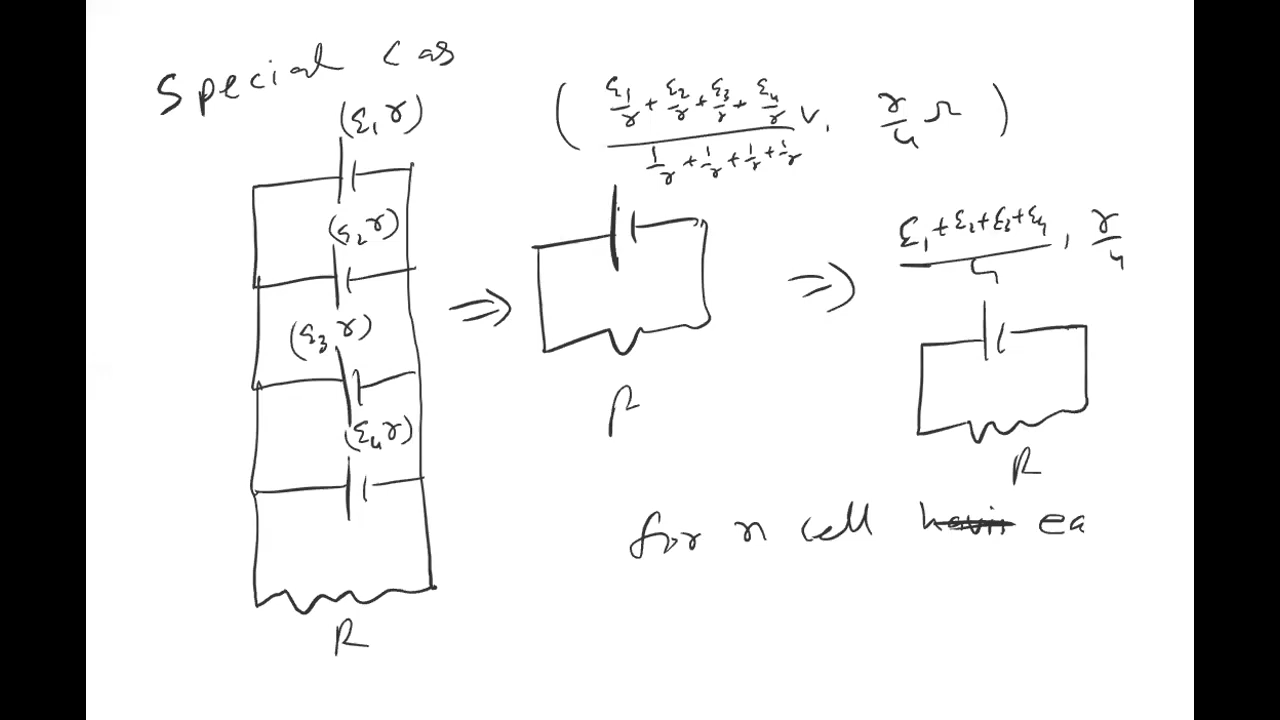 Special Cas
(ε₁ r)
(ε₂ r)
(ε₃ r)
(ε₄ r)
R
⇒
( (ε₁/r + ε₂/r + ε₃/r + ε₄/r) / (1/r + 1/r + 1/r + 1/r) V, r/4 Ω )
R
⇒
(ε₁ + ε₂ + ε₃ + ε₄) / 4, r/4
R
for n cell ea